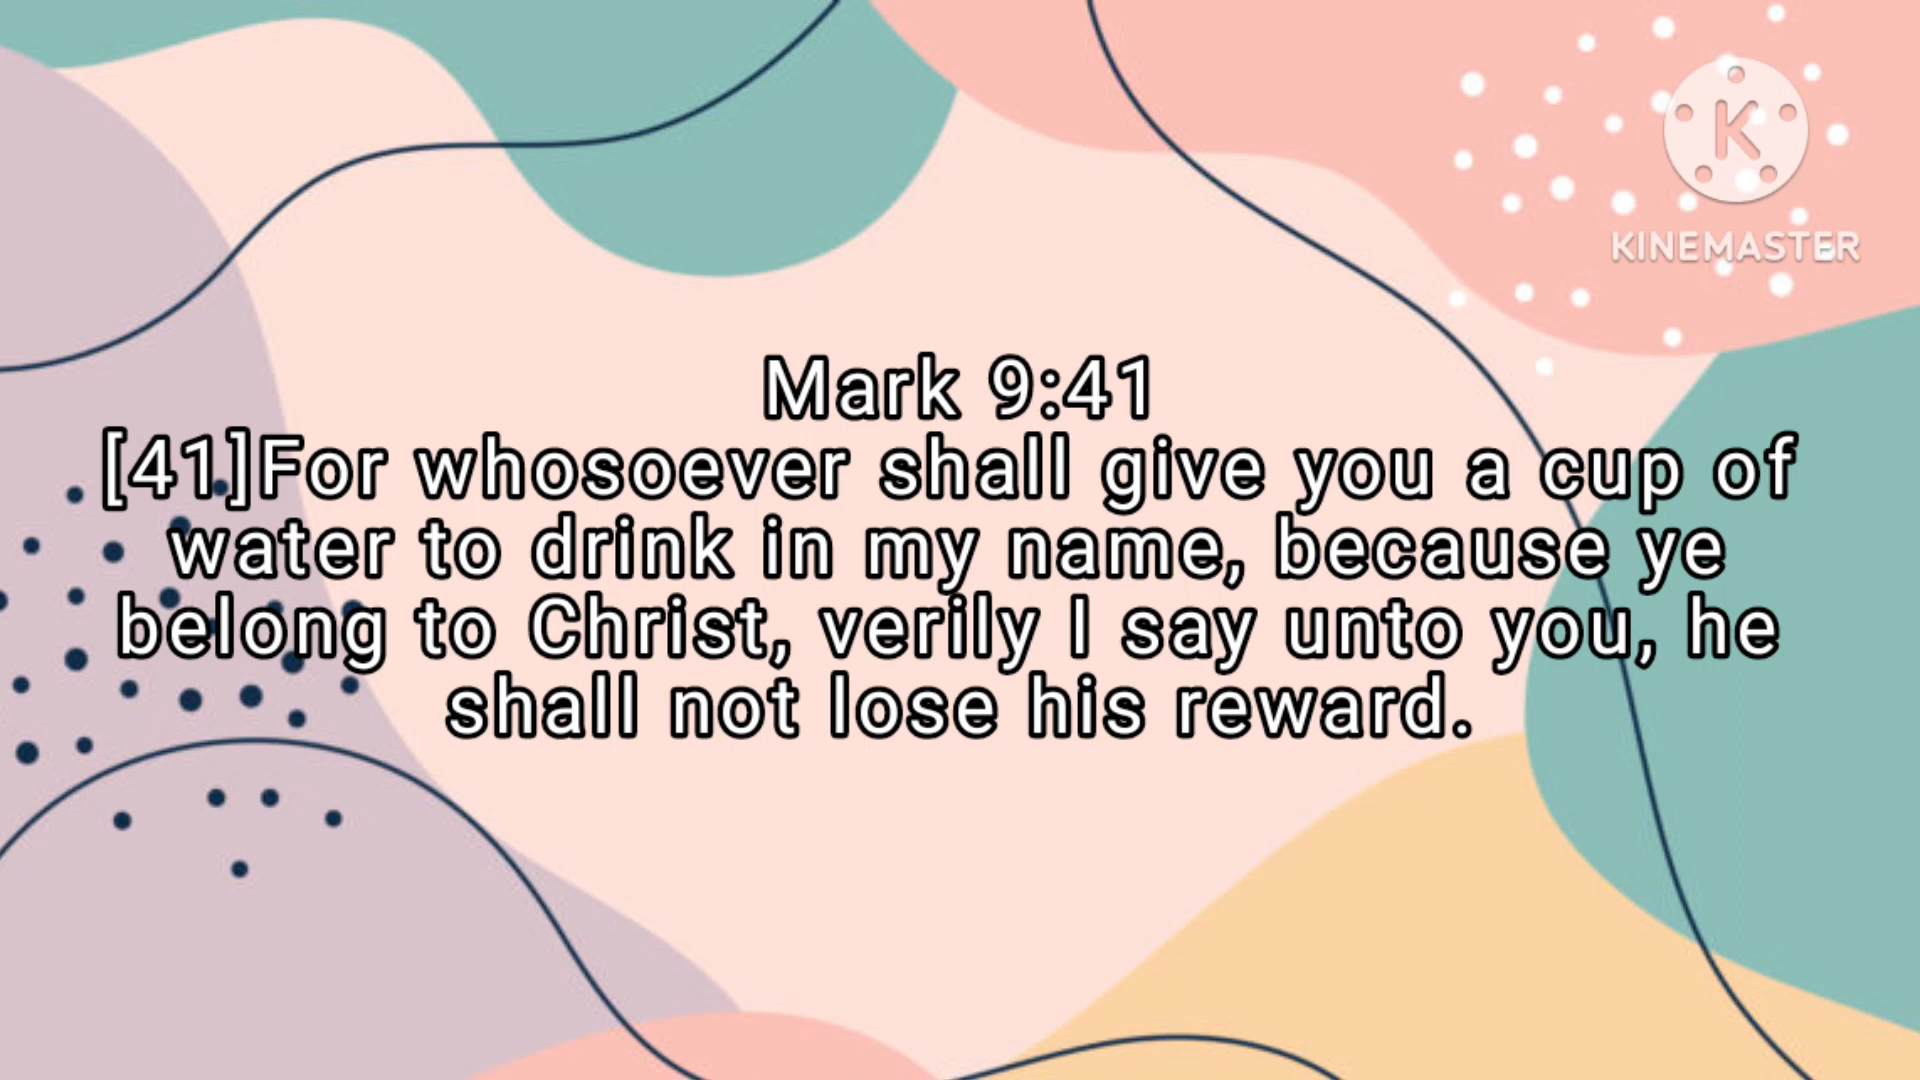 K
KINEMASTER
Mark 9:41
[41]For whosoever shall give you a cup of
water to drink in my name, because ye
belong to Christ, verily I say unto you, he
shall not lose his reward.